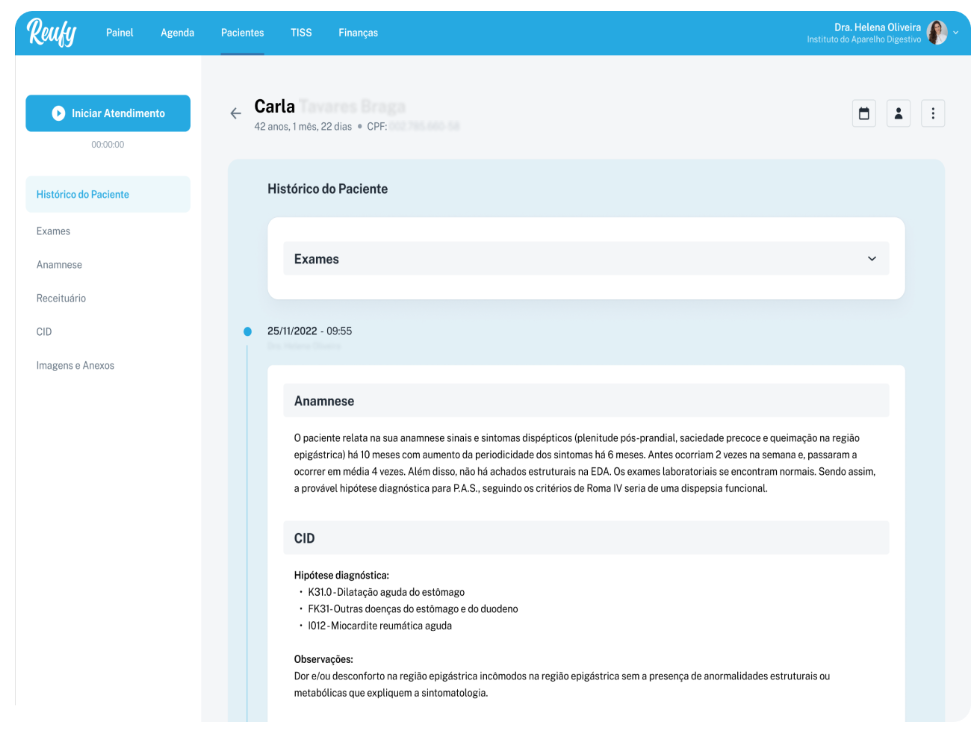 Reufy
Painel Agenda Pacientes TISS Finanças
Dra. Helena Oliveira
Instituto do Aparelho Digestivo
Iniciar Atendimento
00:00:00
Histórico do Paciente
Exames
Anamnese
Receituário
CID
Imagens e Anexos
Carla
42 anos, 1 mês, 22 dias • CPF:
Histórico do Paciente
Exames
25/11/2022 - 09:55
Anamnese
O paciente relata na sua anamnese sinais e sintomas dispépticos (plenitude pós-prandial, saciedade precoce e queimação na região
epigástrica) há 10 meses com aumento da periodicidade dos sintomas há 6 meses. Antes ocorriam 2 vezes na semana e, passaram a
ocorrer em média 4 vezes. Além disso, não há achados estruturais na EDA. Os exames laboratoriais se encontram normais. Sendo assim,
a provável hipótese diagnóstica para P.A.S., seguindo os critérios de Roma IV seria de uma dispepsia funcional.
CID
Hipótese diagnóstica:
• K31.0-Dilatação aguda do estômago
• FK31-Outras doenças do estômago e do duodeno
• I012-Miocardite reumática aguda
Observações:
Dor e/ou desconforto na região epigástrica incômodos na região epigástrica sem a presença de anormalidades estruturais ou
metabólicas que expliquem a sintomatologia.